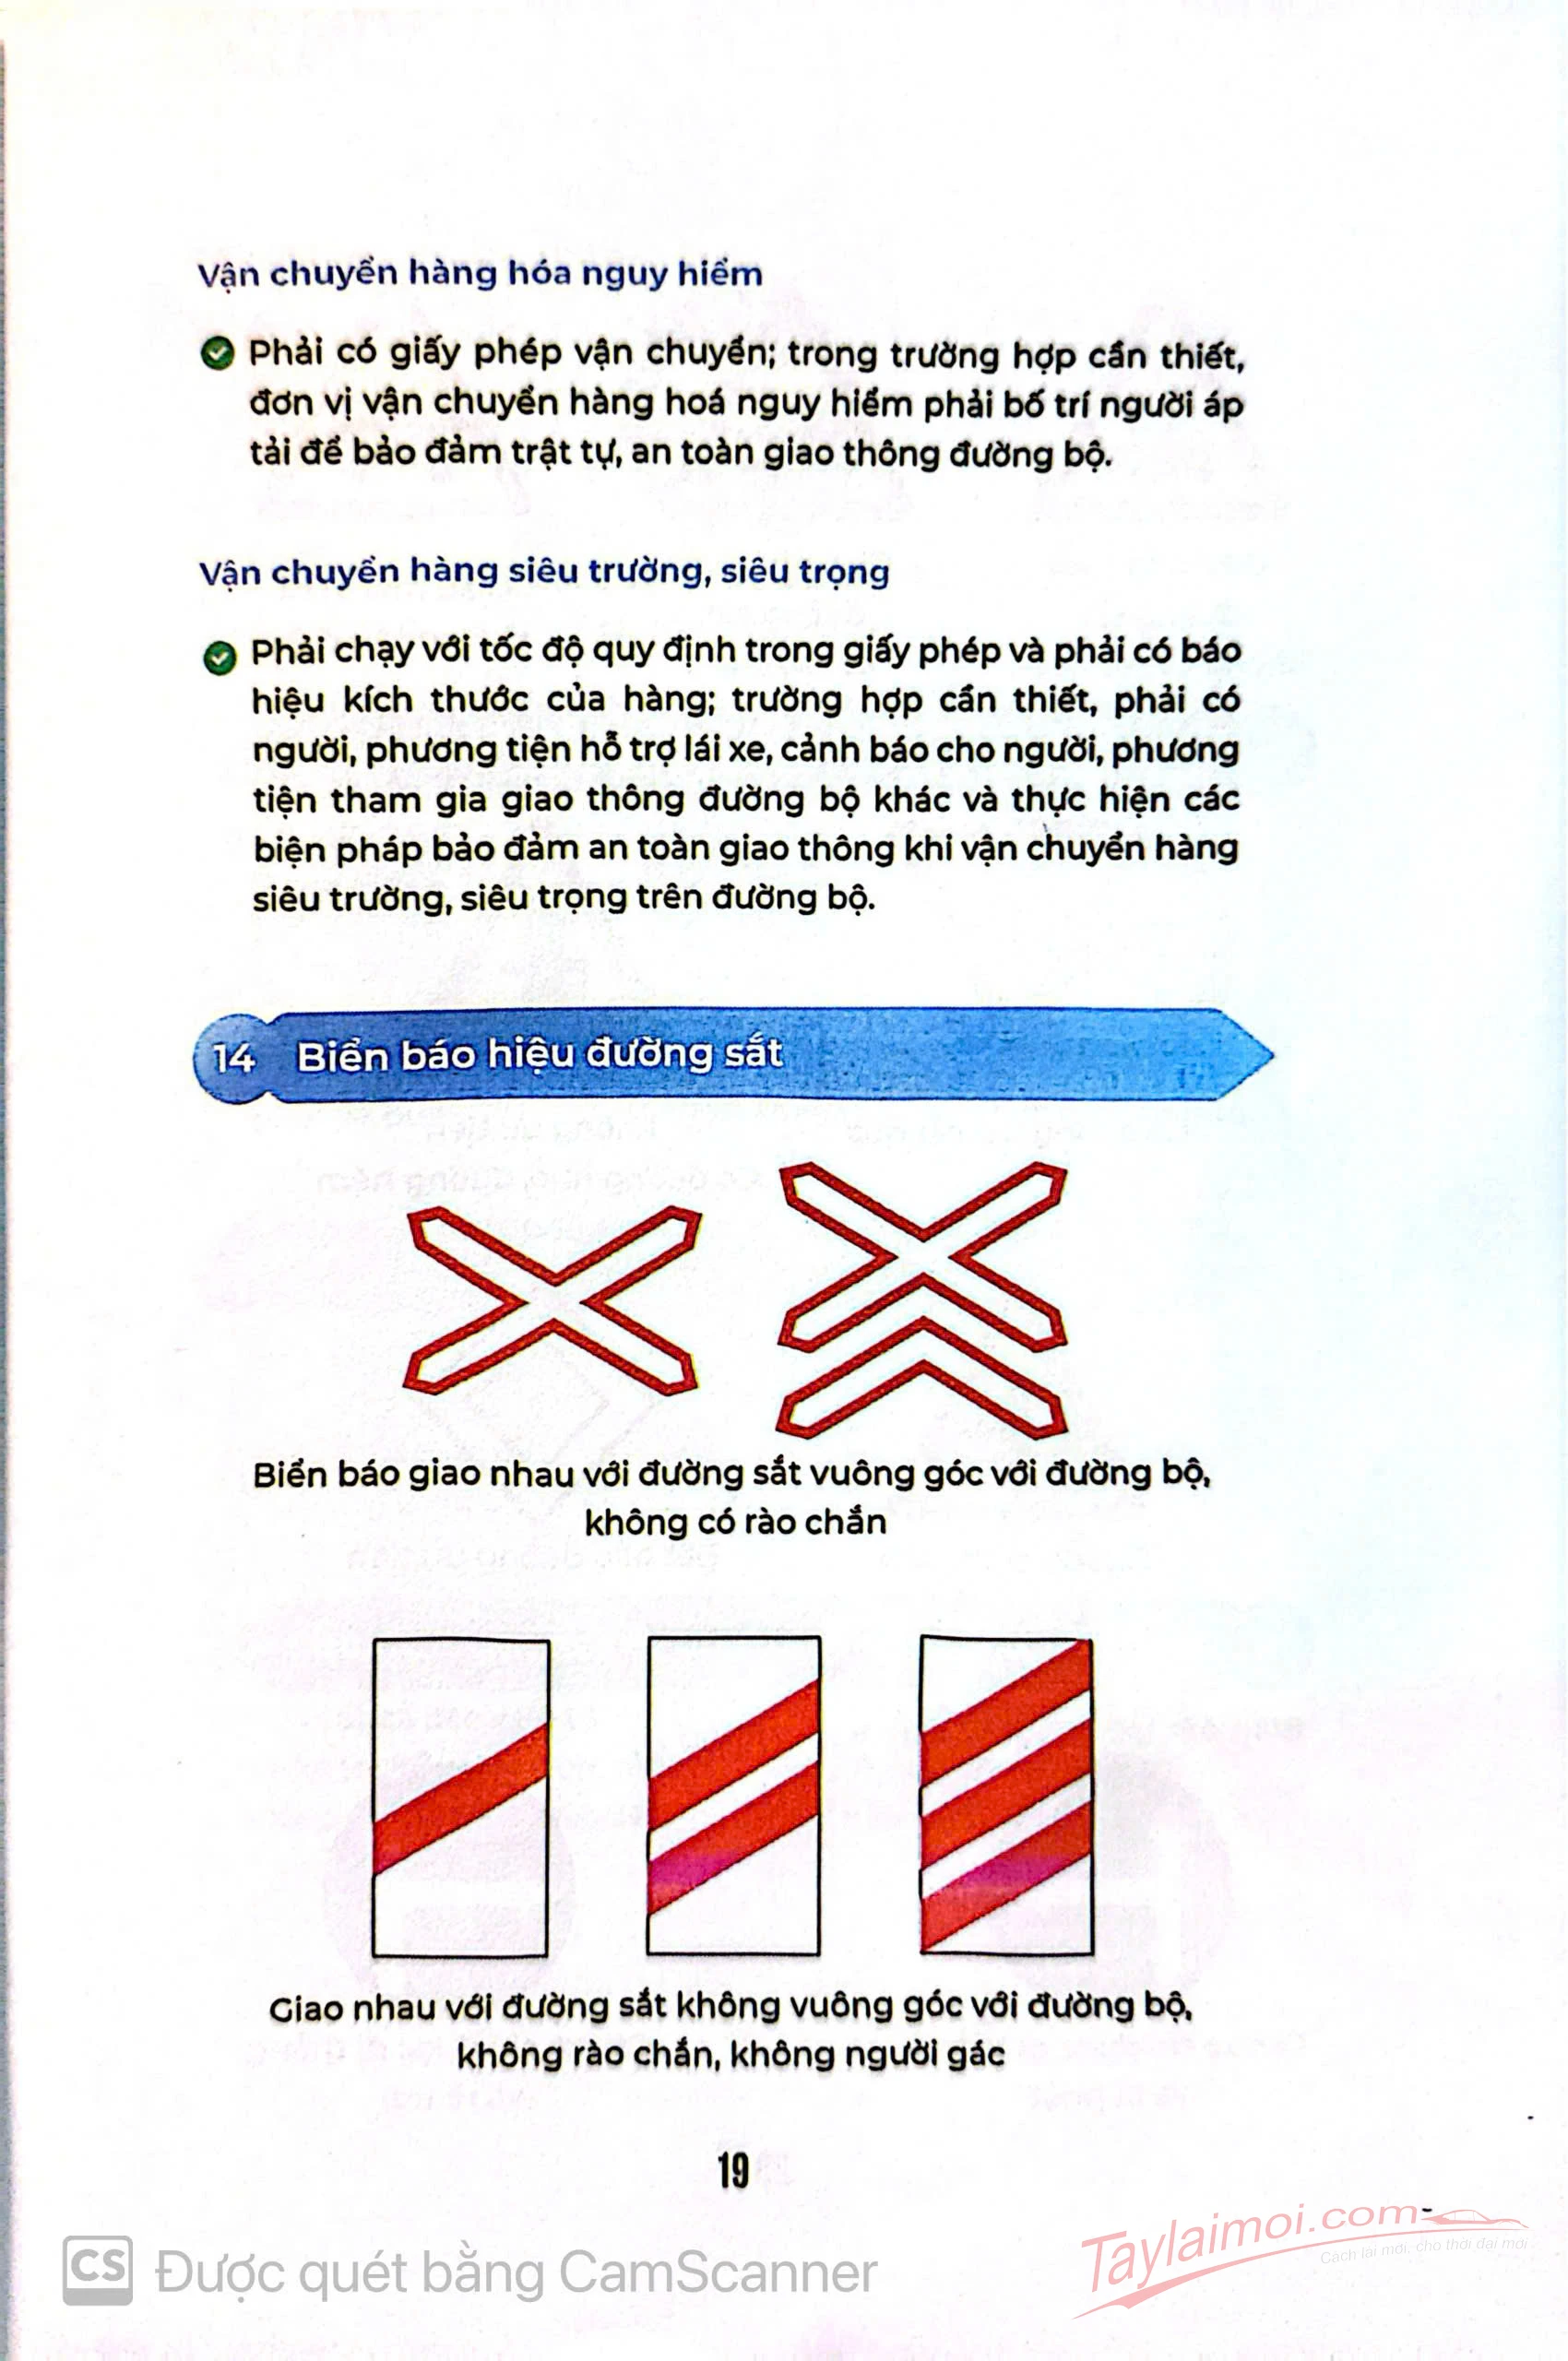 Vận chuyển hàng hóa nguy hiểm
Phải có giấy phép vận chuyển; trong trường hợp cần thiết,
đơn vị vận chuyển hàng hoá nguy hiểm phải bố trí người áp
tải để bảo đảm trật tự, an toàn giao thông đường bộ.
Vận chuyển hàng siêu trường, siêu trọng
Phải chạy với tốc độ quy định trong giấy phép và phải có báo
hiệu kích thước của hàng; trường hợp cần thiết, phải có
người, phương tiện hỗ trợ lái xe, cảnh báo cho người, phương
tiện tham gia giao thông đường bộ khác và thực hiện các
biện pháp bảo đảm an toàn giao thông khi vận chuyển hàng
siêu trường, siêu trọng trên đường bộ.
14 Biển báo hiệu đường sắt
Biển báo giao nhau với đường sắt vuông góc với đường bộ,
không có rào chắn
Giao nhau với đường sắt không vuông góc với đường bộ,
không rào chắn, không người gác
19
CS Được quét bằng CamScanner
Taylaimoi.com
Cách lái mới, cho thời đại mới